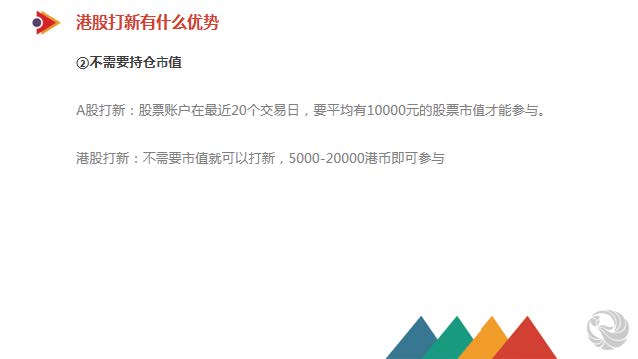 港股打新有什么优势
②不需要持仓市值
A股打新：股票账户在最近20个交易日，要平均有10000元的股票市值才能参与。
港股打新：不需要市值就可以打新，5000-20000港币即可参与